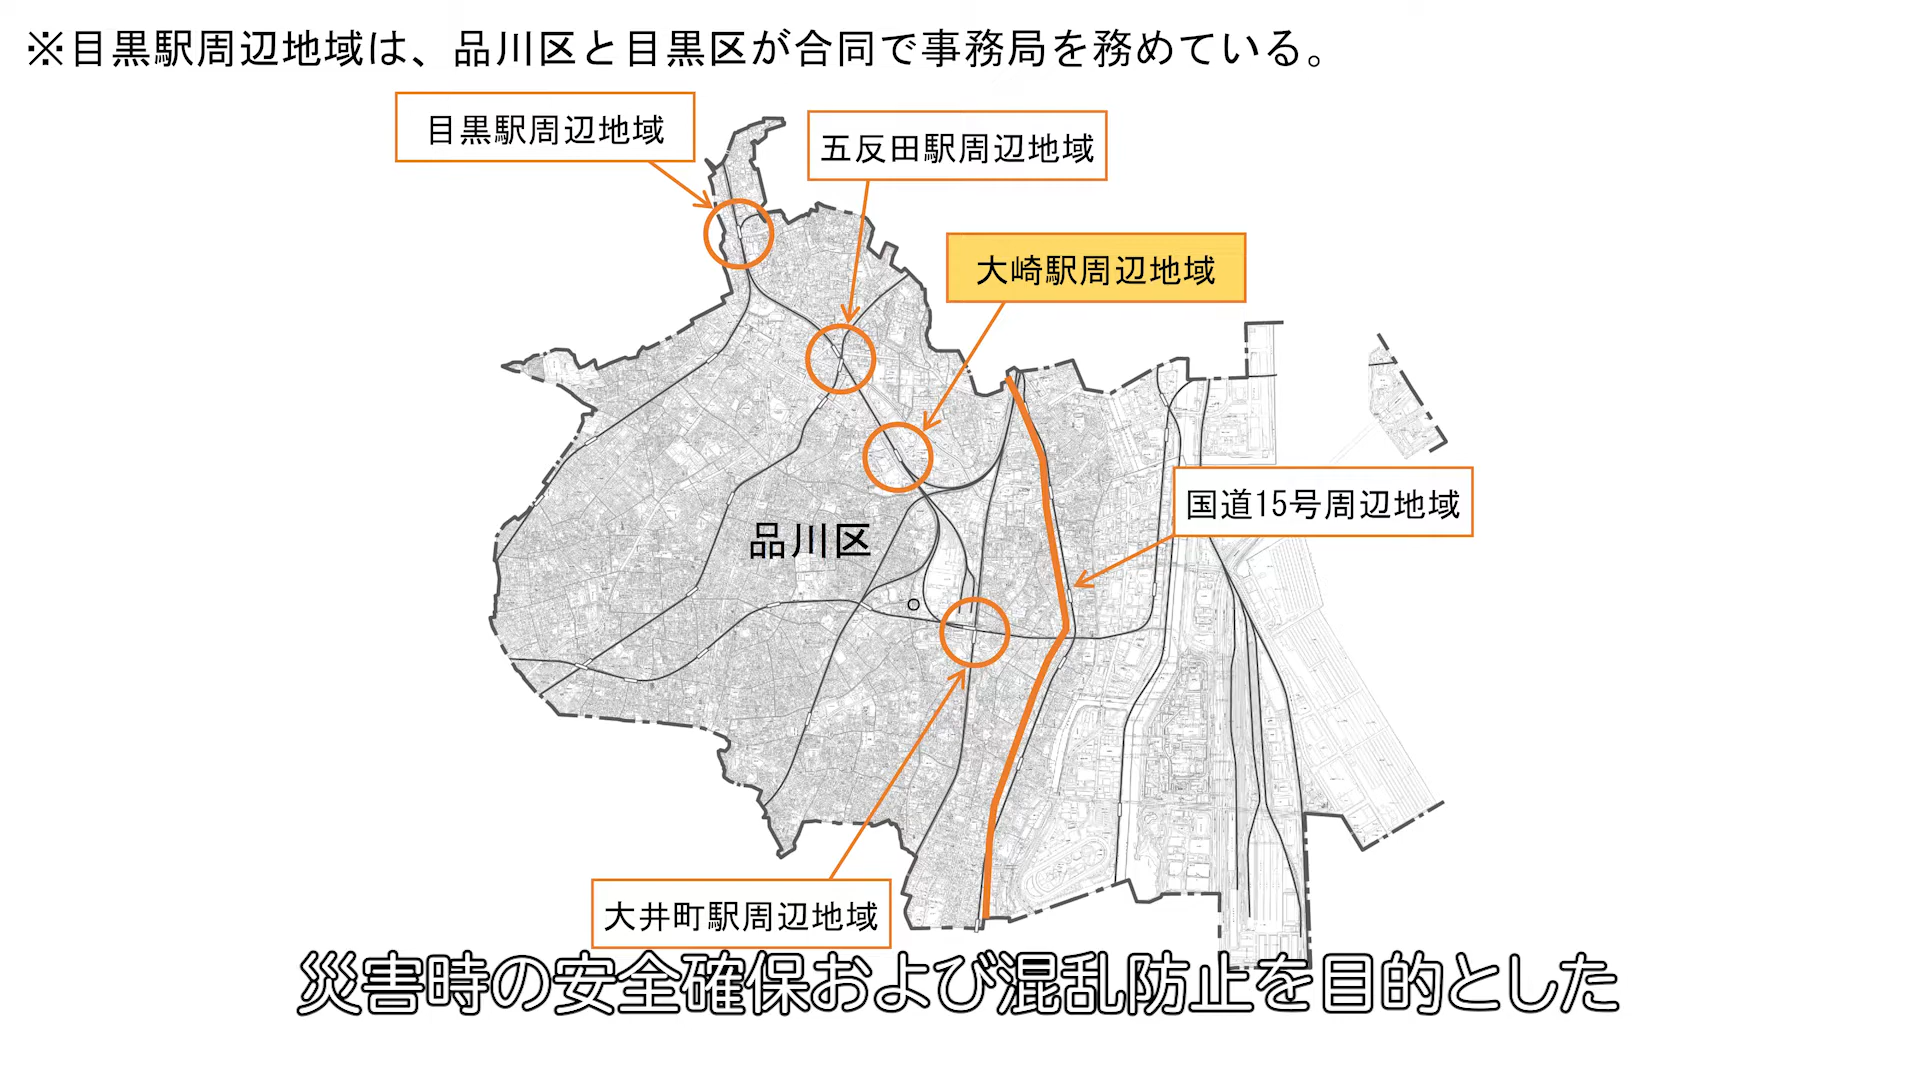 ※目黒駅周辺地域は、品川区と目黒区が合同で事務局を務めている。
目黒駅周辺地域
五反田駅周辺地域
大崎駅周辺地域
国道15号周辺地域
品川区
大井町駅周辺地域
災害時の安全確保および混乱防止を目的とした